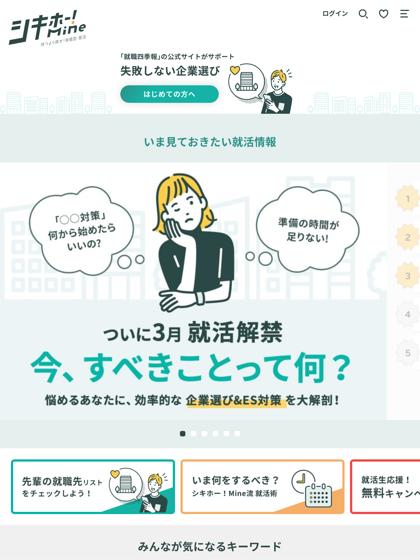 シキホー!
Mine
ログイン
「就職四季報」の公式サイトがサポート
失敗しない企業選び
はじめての方へ
いま見ておきたい就活情報
「○○対策」
何から始めたら
いいの?
準備の時間が
足りない!
1
2
3
4
5
ついに3月 就活解禁
今、すべきことって何？
悩めるあなたに、効率的な 企業選び&ES対策 を大解剖！
先輩の就職先リスト
をチェックしよう！
いま何をするべき？
シキホー！Mine流 就活術
就活生応援！
無料キャンペ
みんなが気になるキーワード